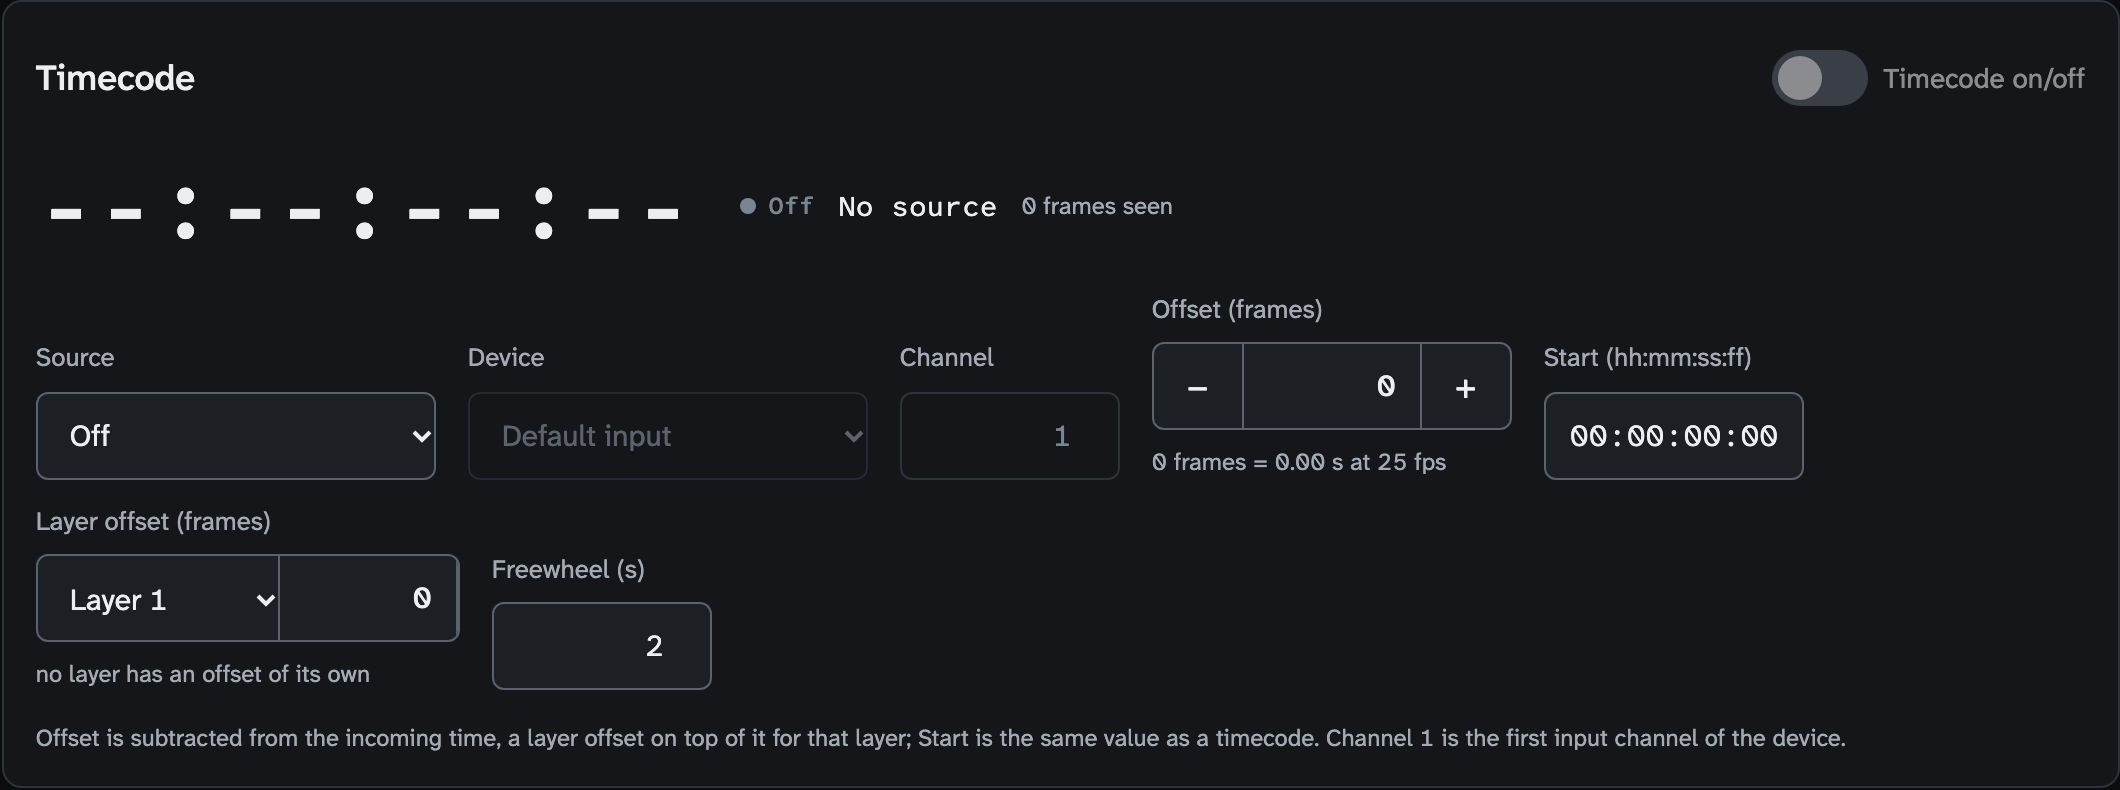 Timecode
Timecode on/off
--:--:--:--
Off No source 0 frames seen
Source
Device
Channel
Offset (frames)
Start (hh:mm:ss:ff)
Off
Default input
1
− 0 +
00:00:00:00
0 frames = 0.00 s at 25 fps
Layer offset (frames)
Freewheel (s)
Layer 1
0
2
no layer has an offset of its own
Offset is subtracted from the incoming time, a layer offset on top of it for that layer; Start is the same value as a timecode. Channel 1 is the first input channel of the device.